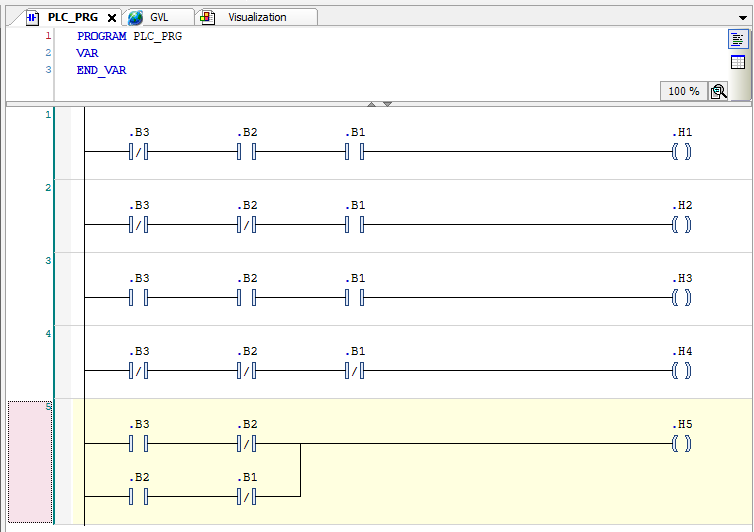 PLC_PRG GVL Visualization
1 PROGRAM PLC_PRG
2 VAR
3 END_VAR
100 %
1
.B3 .B2 .B1 .H1
2
.B3 .B2 .B1 .H2
3
.B3 .B2 .B1 .H3
4
.B3 .B2 .B1 .H4
5
.B3 .B2 .H5
.B2 .B1